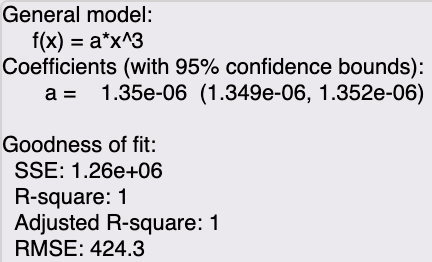 General model:
f(x) = a*x^3
Coefficients (with 95% confidence bounds):
a = 1.35e-06 (1.349e-06, 1.352e-06)
Goodness of fit:
SSE: 1.26e+06
R-square: 1
Adjusted R-square: 1
RMSE: 424.3